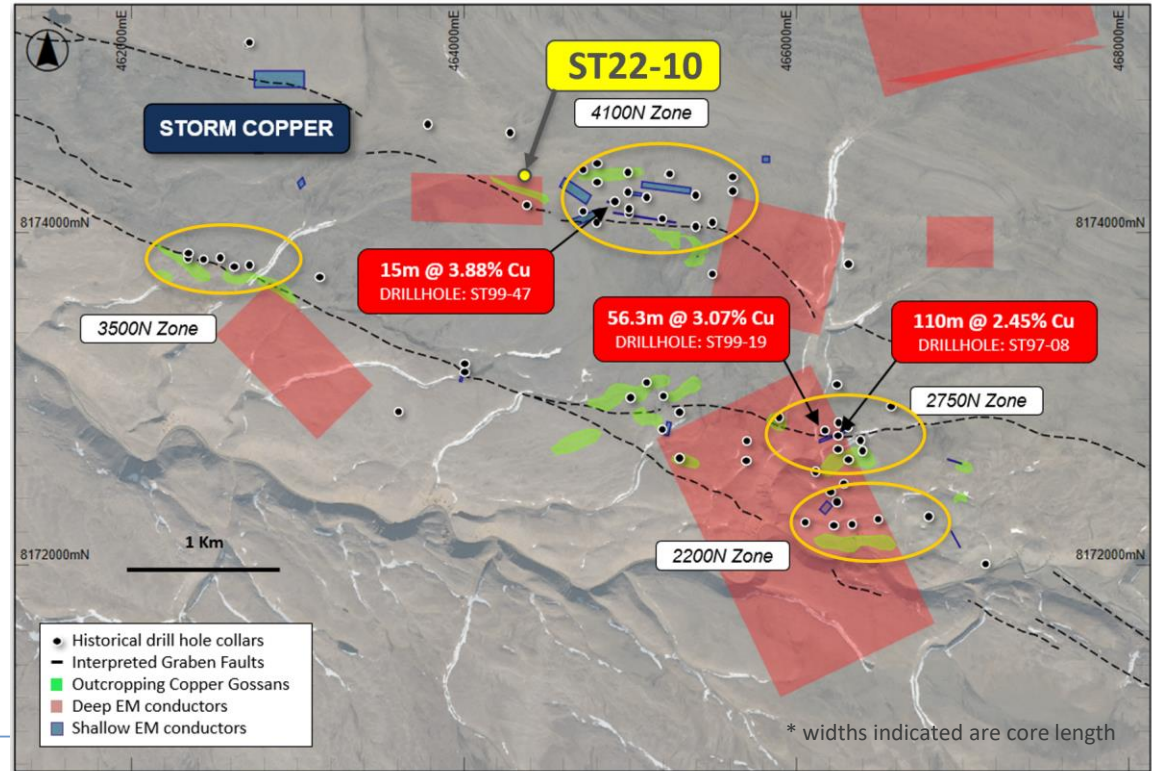 462000mE
464000mE
466000mE
468000mE
ST22-10
4100N Zone
STORM COPPER
8174000mN
8174000mN
15m @ 3.88% Cu
DRILLHOLE: ST99-47
3500N Zone
56.3m @ 3.07% Cu
DRILLHOLE: ST99-19
110m @ 2.45% Cu
DRILLHOLE: ST97-08
2750N Zone
2200N Zone
1 Km
8172000mN
8172000mN
Historical drill hole collars
Interpreted Graben Faults
Outcropping Copper Gossans
Deep EM conductors
Shallow EM conductors
* widths indicated are core length